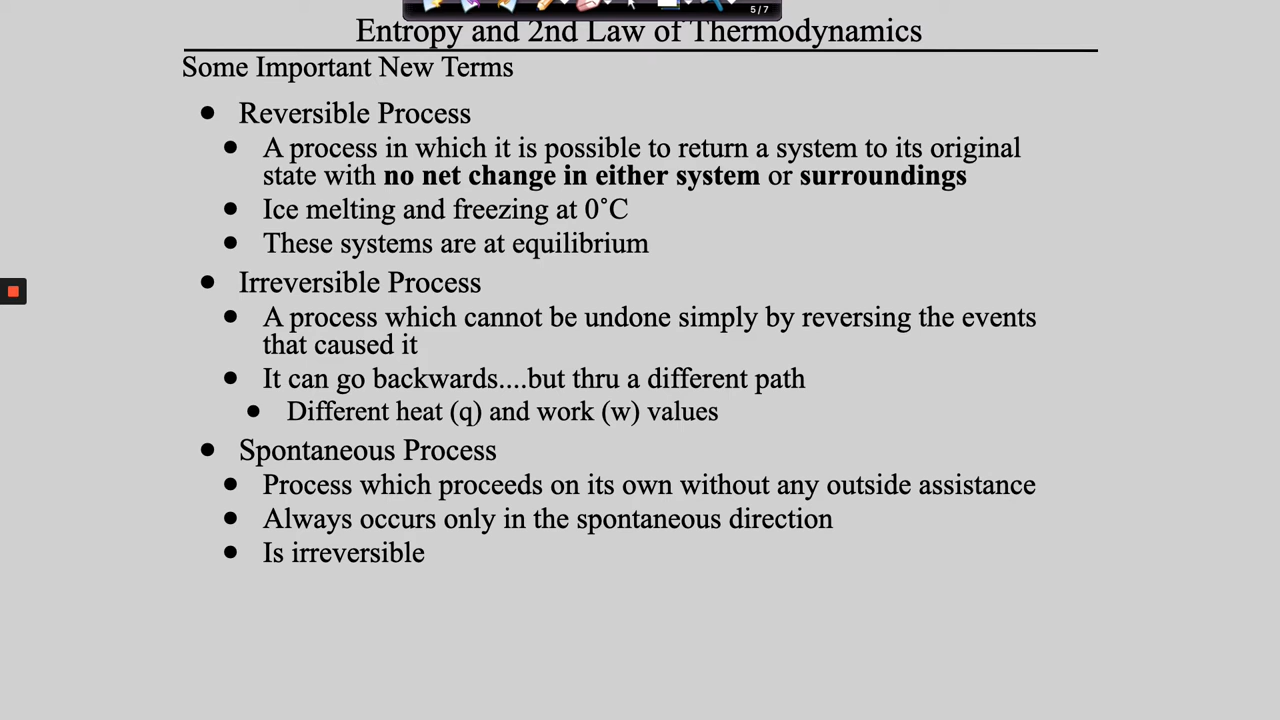 5/7
Entropy and 2nd Law of Thermodynamics
Some Important New Terms
• Reversible Process
• A process in which it is possible to return a system to its original
state with no net change in either system or surroundings
• Ice melting and freezing at 0˚C
• These systems are at equilibrium
• Irreversible Process
• A process which cannot be undone simply by reversing the events
that caused it
• It can go backwards....but thru a different path
• Different heat (q) and work (w) values
• Spontaneous Process
• Process which proceeds on its own without any outside assistance
• Always occurs only in the spontaneous direction
• Is irreversible